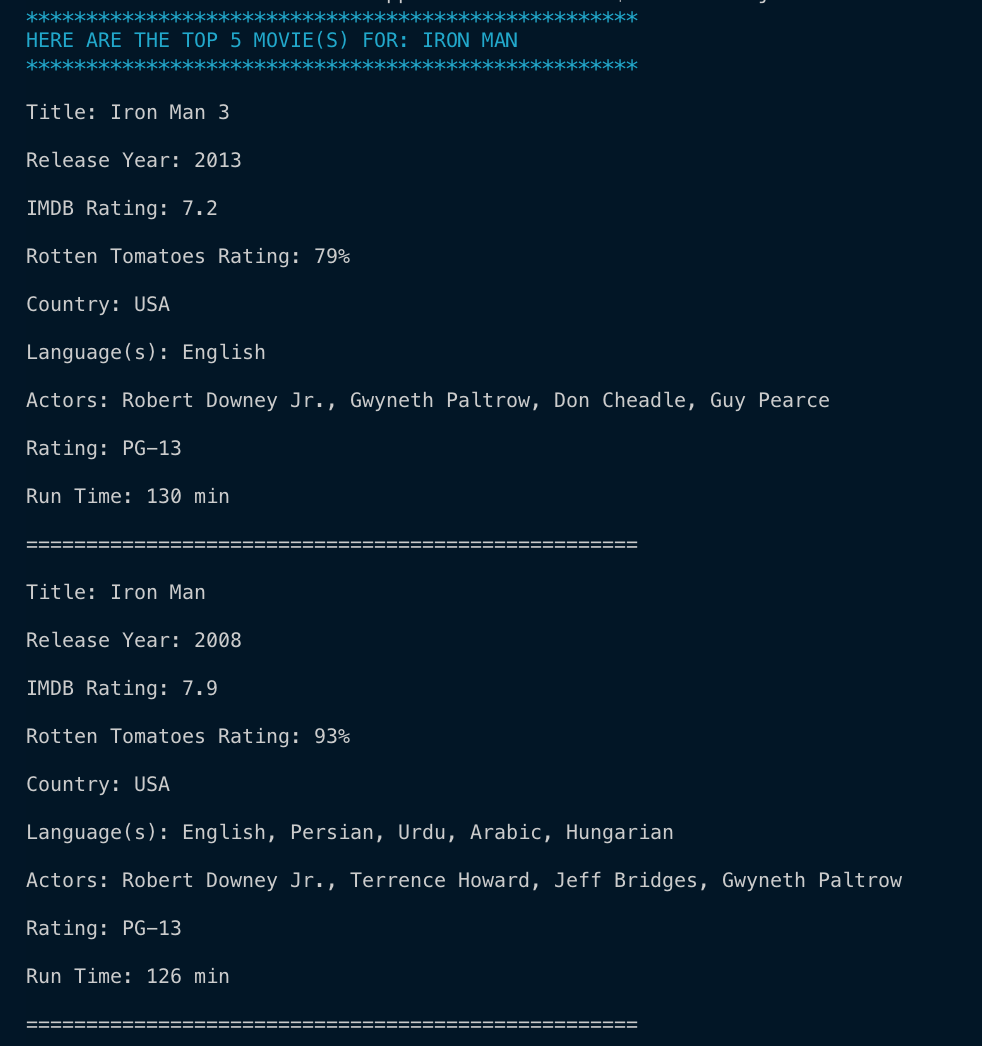 ***************************************************
HERE ARE THE TOP 5 MOVIE(S) FOR: IRON MAN
***************************************************
Title: Iron Man 3
Release Year: 2013
IMDB Rating: 7.2
Rotten Tomatoes Rating: 79%
Country: USA
Language(s): English
Actors: Robert Downey Jr., Gwyneth Paltrow, Don Cheadle, Guy Pearce
Rating: PG-13
Run Time: 130 min
===================================================
Title: Iron Man
Release Year: 2008
IMDB Rating: 7.9
Rotten Tomatoes Rating: 93%
Country: USA
Language(s): English, Persian, Urdu, Arabic, Hungarian
Actors: Robert Downey Jr., Terrence Howard, Jeff Bridges, Gwyneth Paltrow
Rating: PG-13
Run Time: 126 min
===================================================